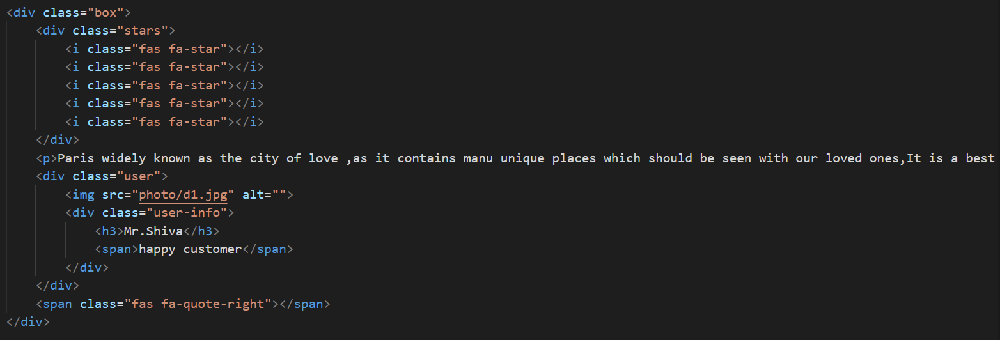 <div class="box">
    <div class="stars">
        <i class="fas fa-star"></i>
        <i class="fas fa-star"></i>
        <i class="fas fa-star"></i>
        <i class="fas fa-star"></i>
        <i class="fas fa-star"></i>
    </div>
    <p>Paris widely known as the city of love ,as it contains manu unique places which should be seen with our loved ones,It is a best
    <div class="user">
        <img src="photo/d1.jpg" alt="">
        <div class="user-info">
            <h3>Mr.Shiva</h3>
            <span>happy customer</span>
        </div>
    </div>
    <span class="fas fa-quote-right"></span>
</div>